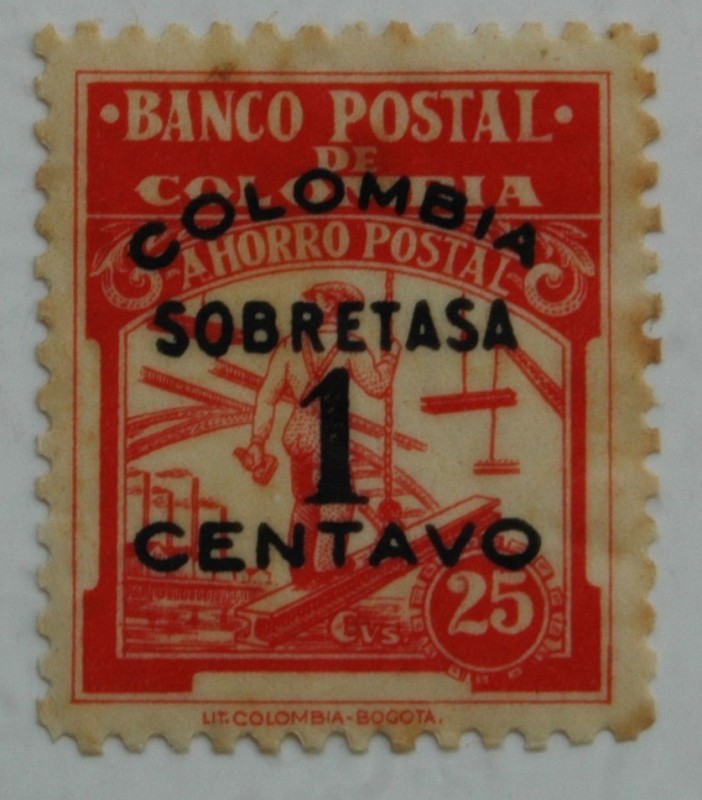 • BANCO POSTAL •
DE
COLOMBIA
COLOMBIA
AHORRO POSTAL
SOBRETASA
1
CENTAVO
Cvs. 25
LIT. COLOMBIA-BOGOTA.